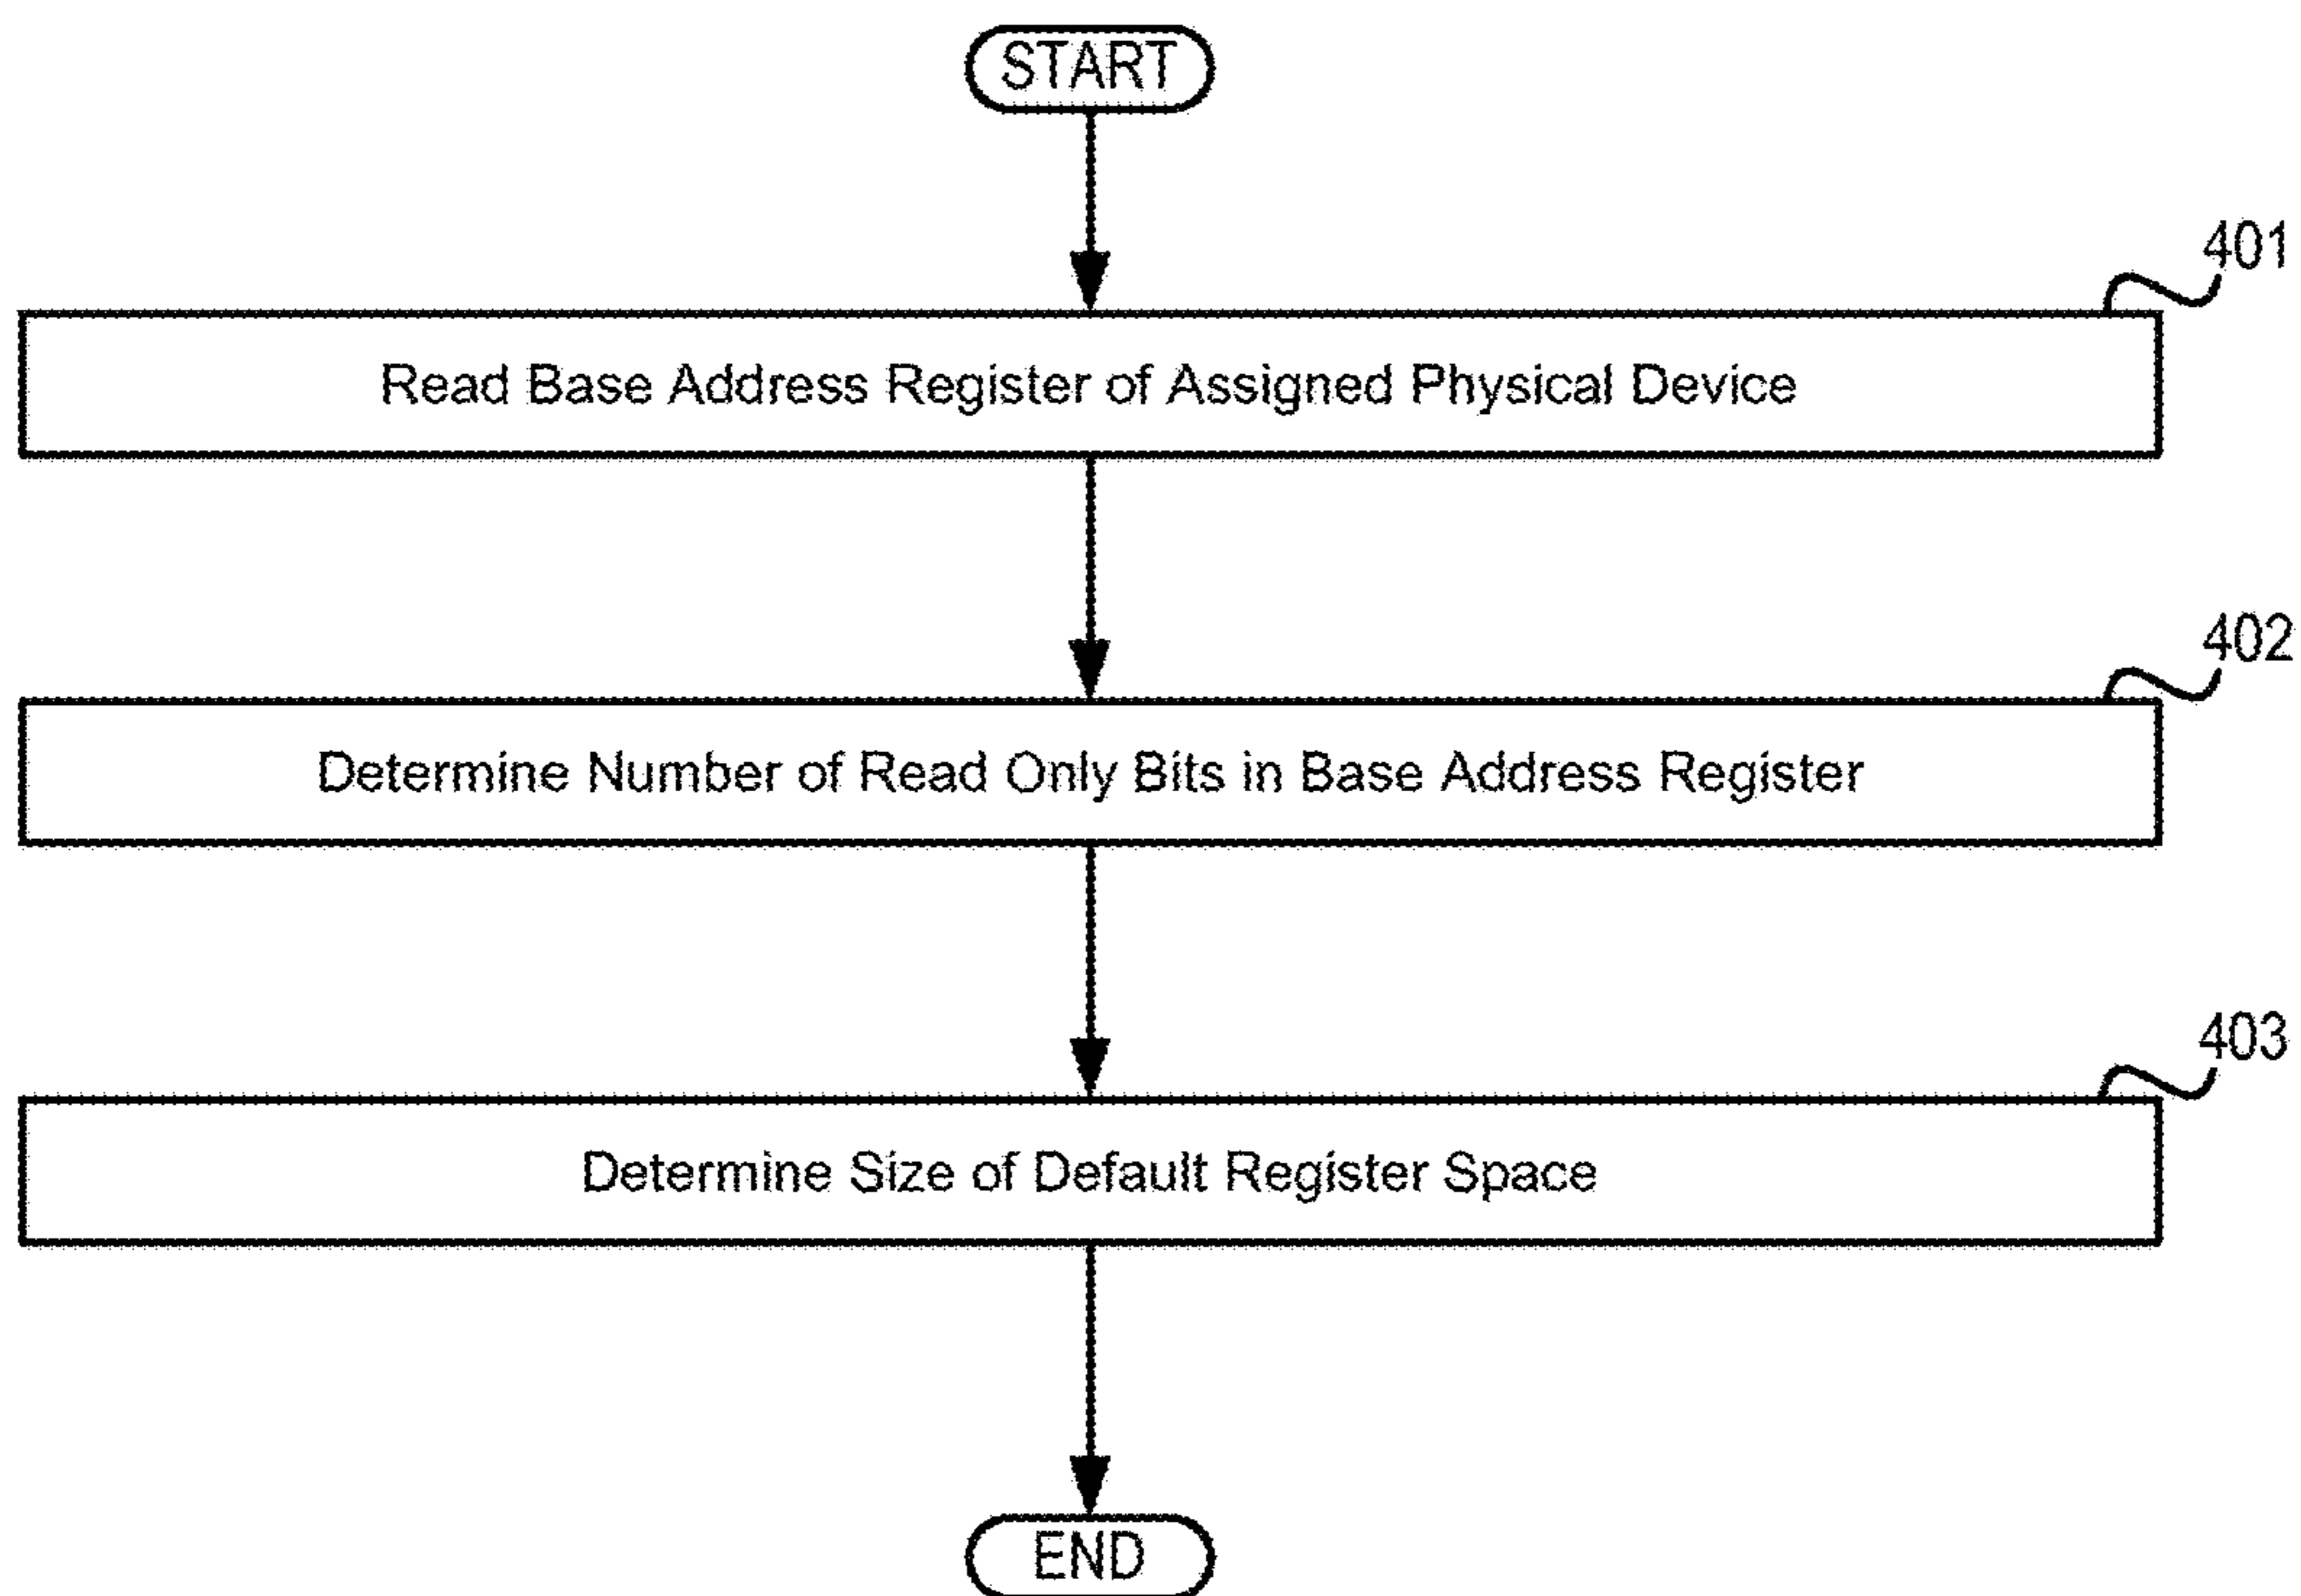 START
401
Read Base Address Register of Assigned Physical Device
402
Determine Number of Read Only Bits in Base Address Register
403
Determine Size of Default Register Space
END